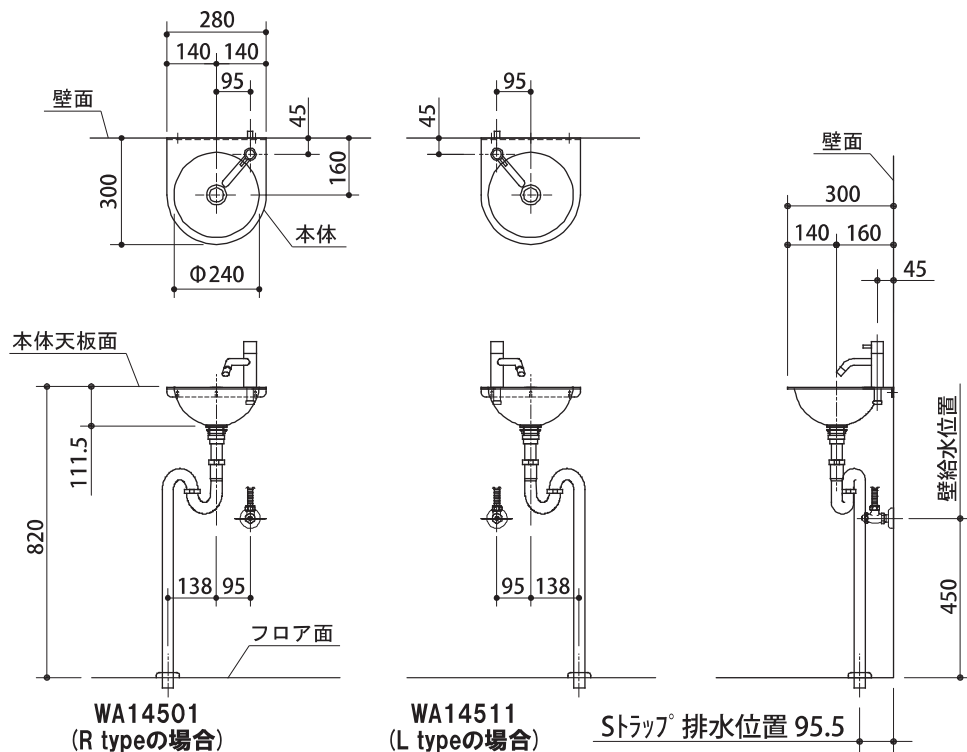 280
140
140
95
45
壁面
300
160
本体
Φ240
95
45
壁面
300
140
160
45
本体天板面
111.5
820
138
95
フロア面
95
138
壁給水位置
450
WA14501
(R typeの場合)
WA14511
(L typeの場合)
Sトラップ 排水位置 95.5